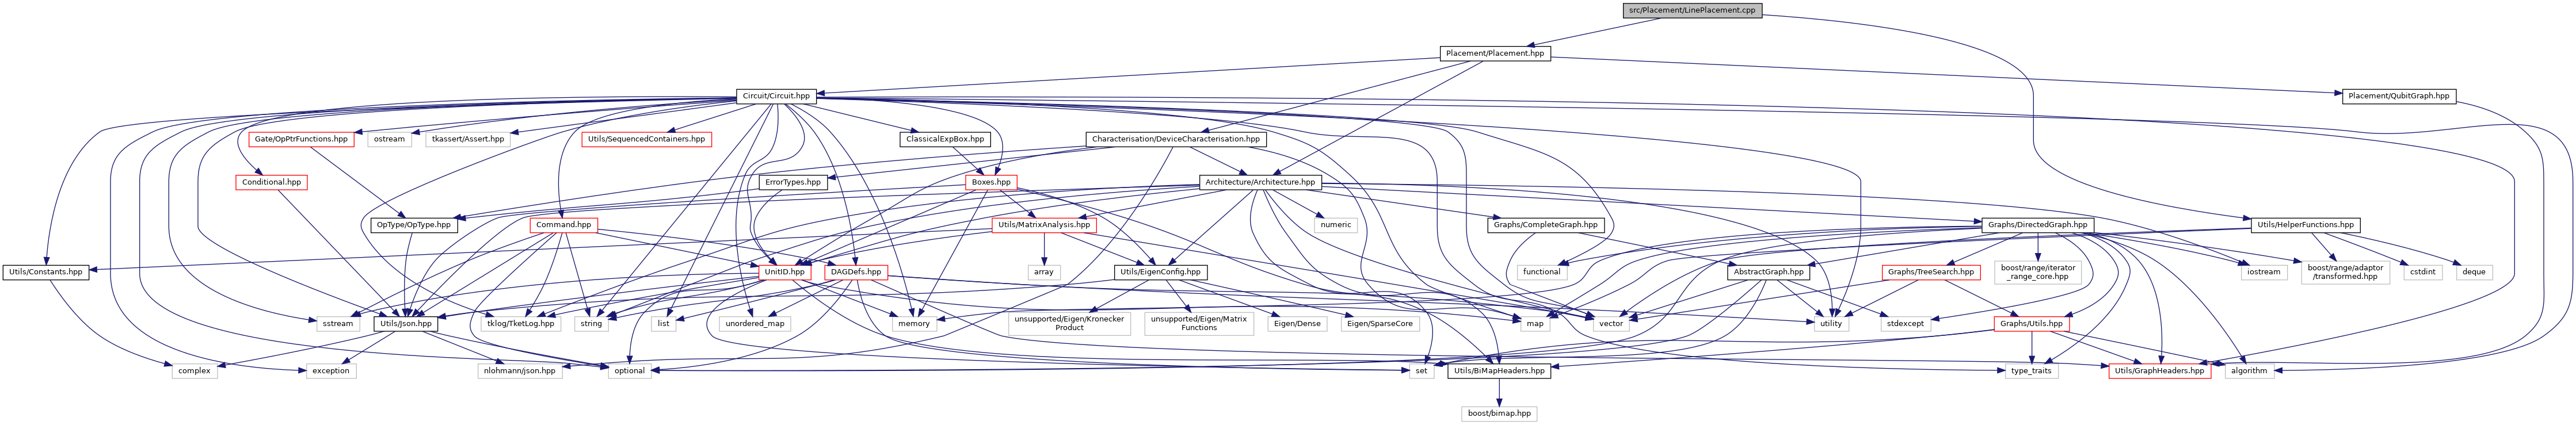 src/Placement/LinePlacement.cpp
Placement/Placement.hpp
Circuit/Circuit.hpp
Placement/QubitGraph.hpp
Gate/OpPtrFunctions.hpp
ostream
tkassert/Assert.hpp
Utils/SequencedContainers.hpp
ClassicalExpBox.hpp
Characterisation/DeviceCharacterisation.hpp
Conditional.hpp
ErrorTypes.hpp
Boxes.hpp
Architecture/Architecture.hpp
OpType/OpType.hpp
Command.hpp
Utils/MatrixAnalysis.hpp
numeric
Graphs/CompleteGraph.hpp
Graphs/DirectedGraph.hpp
Utils/HelperFunctions.hpp
Utils/Constants.hpp
UnitID.hpp
DAGDefs.hpp
array
Utils/EigenConfig.hpp
functional
AbstractGraph.hpp
Graphs/TreeSearch.hpp
boost/range/iterator
_range_core.hpp
iostream
boost/range/adaptor
/transformed.hpp
cstdint
deque
sstream
Utils/Json.hpp
tklog/TketLog.hpp
string
list
unordered_map
memory
unsupported/Eigen/Kronecker
Product
unsupported/Eigen/Matrix
Functions
Eigen/Dense
Eigen/SparseCore
map
vector
utility
stdexcept
Graphs/Utils.hpp
complex
exception
nlohmann/json.hpp
optional
set
Utils/BiMapHeaders.hpp
type_traits
Utils/GraphHeaders.hpp
algorithm
boost/bimap.hpp